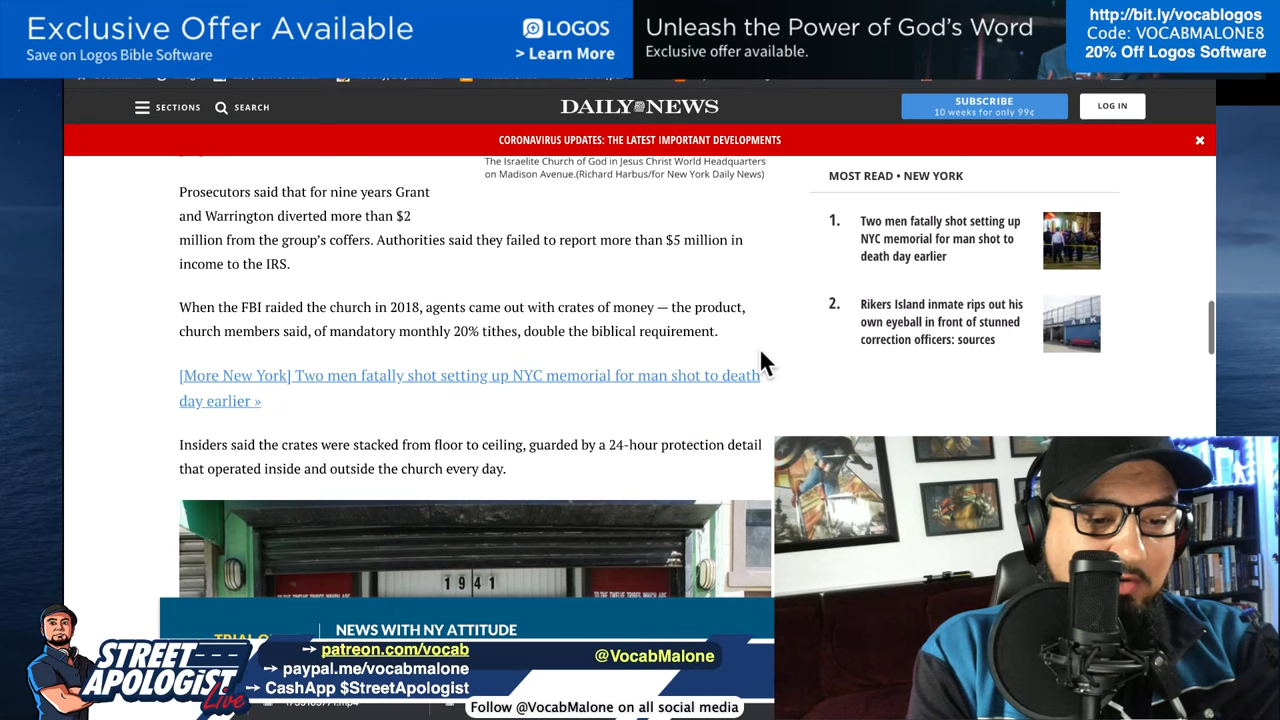 Exclusive Offer Available
Save on Logos Bible Software
LOGOS
> Learn More
Unleash the Power of God's Word
Exclusive offer available.
http://bit.ly/vocablogos
Code: VOCABMALONE8
20% Off Logos Software
SECTIONS
SEARCH
DAILY NEWS
SUBSCRIBE
10 weeks for only 99¢
LOG IN
CORONAVIRUS UPDATES: THE LATEST IMPORTANT DEVELOPMENTS
The Israelite Church of God in Jesus Christ World Headquarters
on Madison Avenue.(Richard Harbus/for New York Daily News)
Prosecutors said that for nine years Grant
and Warrington diverted more than $2
million from the group's coffers. Authorities said they failed to report more than $5 million in
income to the IRS.
When the FBI raided the church in 2018, agents came out with crates of money — the product,
church members said, of mandatory monthly 20% tithes, double the biblical requirement.
[More New York] Two men fatally shot setting up NYC memorial for man shot to death
day earlier »
Insiders said the crates were stacked from floor to ceiling, guarded by a 24-hour protection detail
that operated inside and outside the church every day.
MOST READ • NEW YORK
1.
Two men fatally shot setting up
NYC memorial for man shot to
death day earlier
2.
Rikers Island inmate rips out his
own eyeball in front of stunned
correction officers: sources
1941
TO THE TWELVE TRIBES WHICH ARE
NEWS WITH NY ATTITUDE
STREET
APOLOGIST
Live
➙ patreon.com/vocab
➙ paypal.me/vocabmalone
➙ CashApp $StreetApologist
@VocabMalone
Follow @VocabMalone on all social media